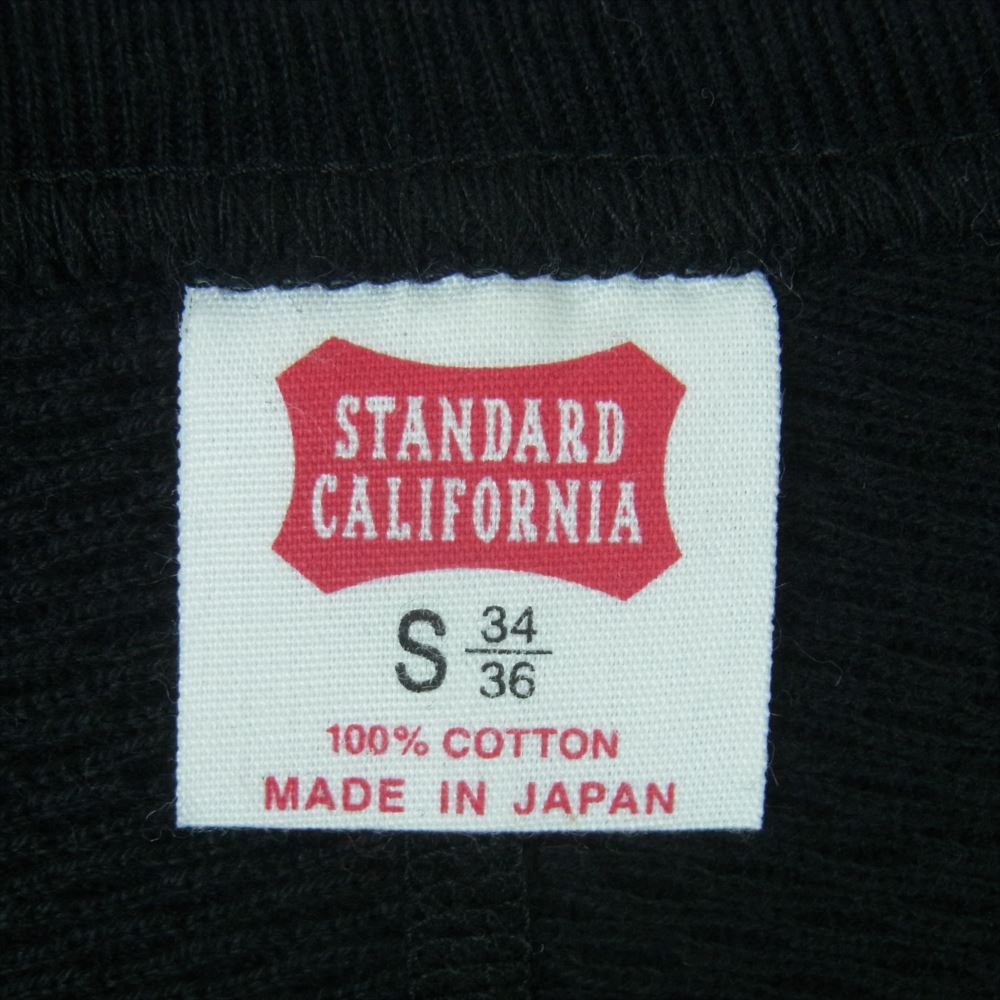 STANDARD
CALIFORNIA
S 34/36
100% COTTON
MADE IN JAPAN